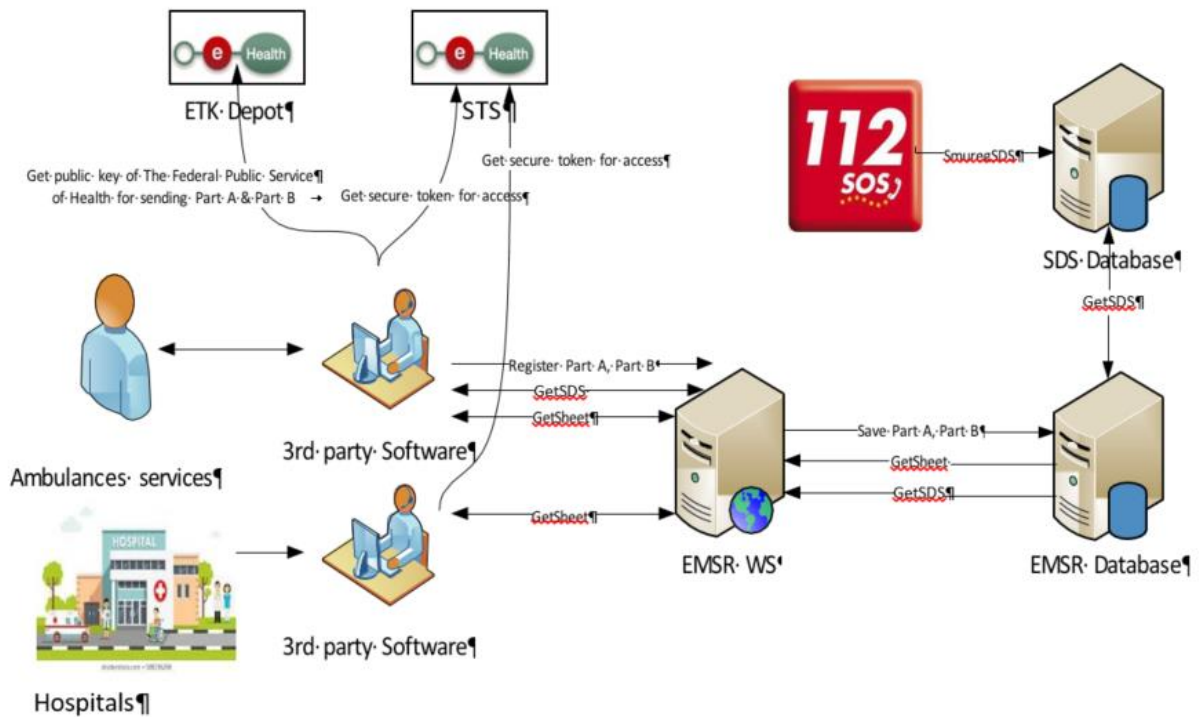 e Health
e Health
ETK· Depot¶
STS¶
112
SOS
SmuregSDS¶
Get public key of The Federal Public Service¶
of Health for sending Part A & Part B →
Get secure token for access¶
Get secure token for access¶
SDS· Database¶
GetSDS¶
Register· Part· A, Part· B¶
GetSDS·
GetSheet¶
3rd· party· Software¶
Ambulances· services¶
Save· Part A,· Part· B¶
GetSheet·
GetSDS¶
GetSheet¶
EMSR· WS¶
EMSR· Database¶
HOSPITAL
3rd· party· Software¶
Hospitals¶